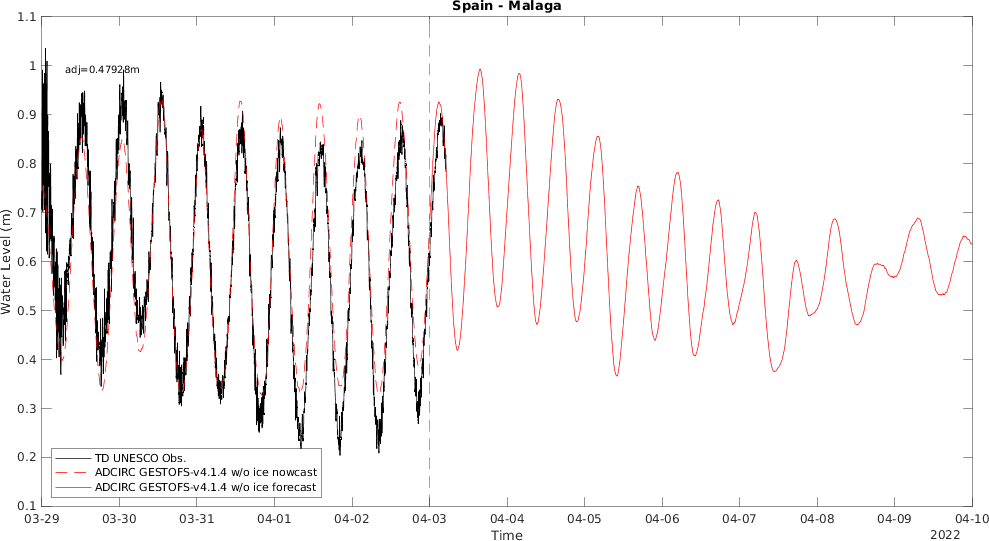 Spain - Malaga
1.1
1
0.9
0.8
0.7
0.6
0.5
0.4
0.3
0.2
0.1
Water Level (m)
adj=0.47928m
TD UNESCO Obs.
ADCIRC GESTOFS-v4.1.4 w/o ice nowcast
ADCIRC GESTOFS-v4.1.4 w/o ice forecast
03-29 03-30 03-31 04-01 04-02 04-03 04-04 04-05 04-06 04-07 04-08 04-09 04-10
Time
2022